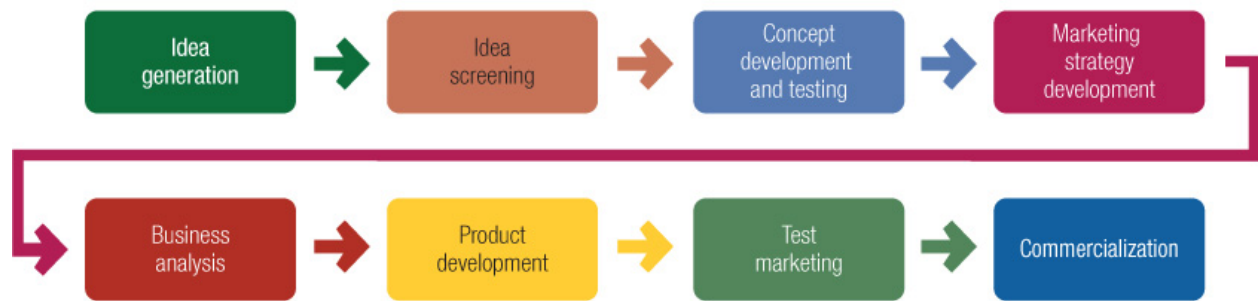 Idea
generation
Idea
screening
Concept
development
and testing
Marketing
strategy
development
Business
analysis
Product
development
Test
marketing
Commercialization